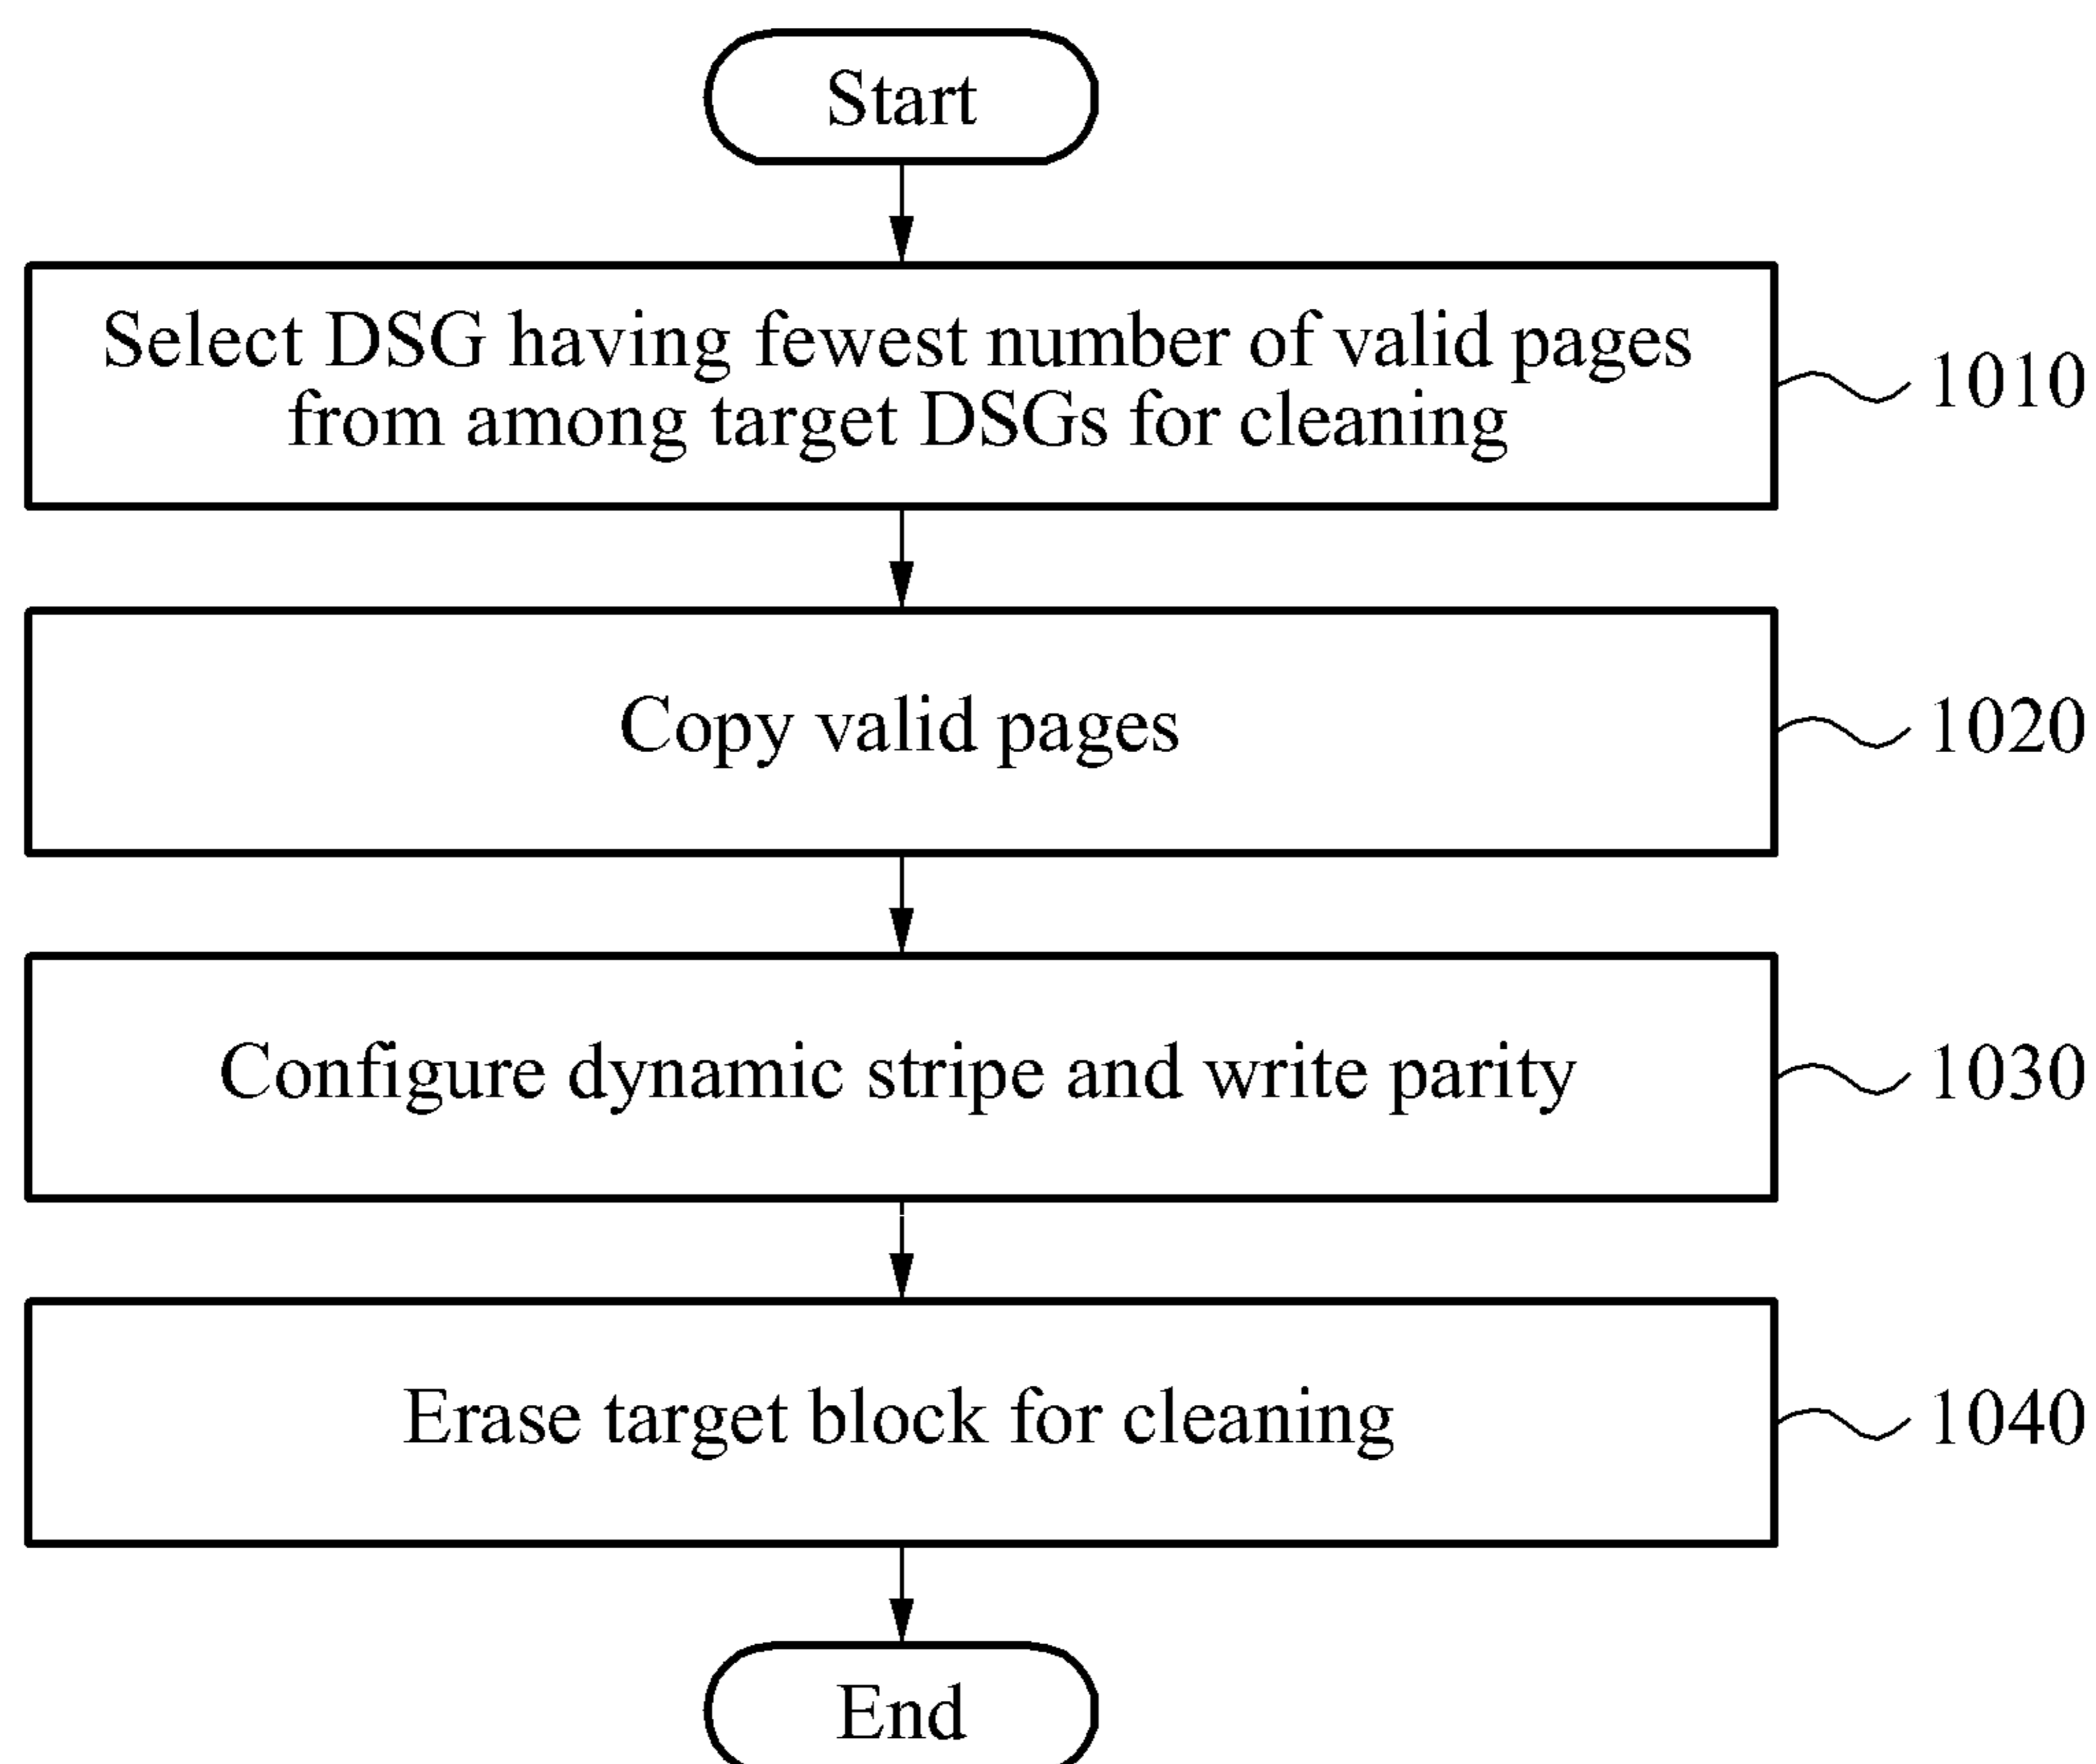 Start
Select DSG having fewest number of valid pages
from among target DSGs for cleaning
1010
Copy valid pages
1020
Configure dynamic stripe and write parity
1030
Erase target block for cleaning
1040
End